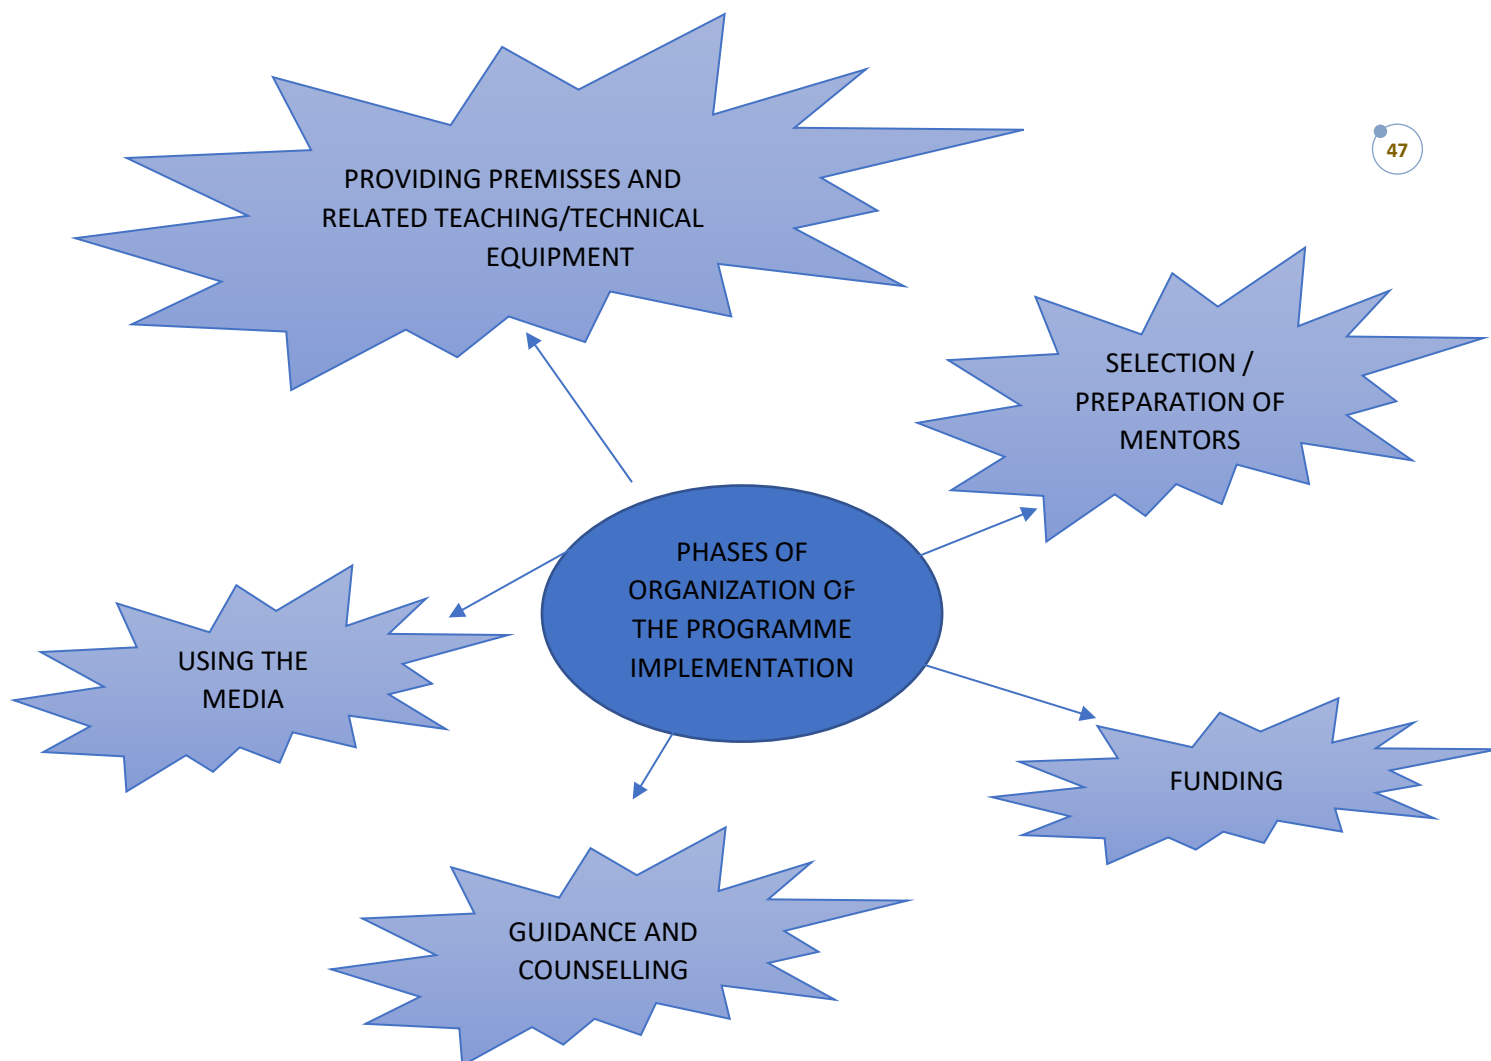 PROVIDING PREMISSES AND
RELATED TEACHING/TECHNICAL
EQUIPMENT
47
SELECTION /
PREPARATION OF
MENTORS
PHASES OF
ORGANIZATION OF
THE PROGRAMME
IMPLEMENTATION
USING THE
MEDIA
FUNDING
GUIDANCE AND
COUNSELLING